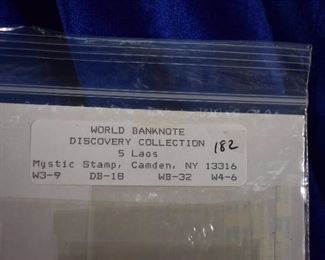 WORLD BANKNOTE
DISCOVERY COLLECTION 182
5 Laos
Mystic Stamp, Camden, NY 13316
W3-9 DB-18 WB-32 W4-6